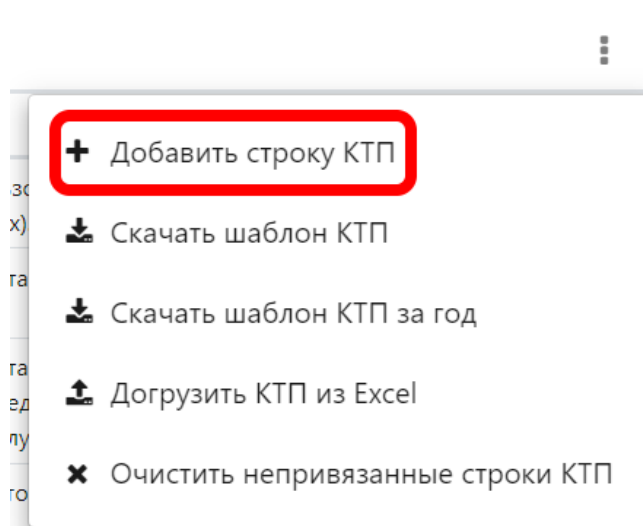 Добавить строку КТП
Скачать шаблон КТП
Скачать шаблон КТП за год
Догрузить КТП из Excel
Очистить непривязанные строки КТП